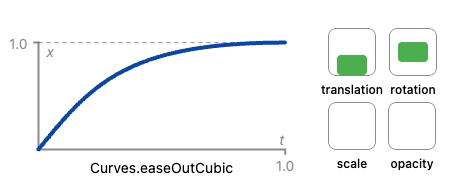 1.0
x
t
1.0
Curves.easeOutCubic
translation
rotation
scale
opacity